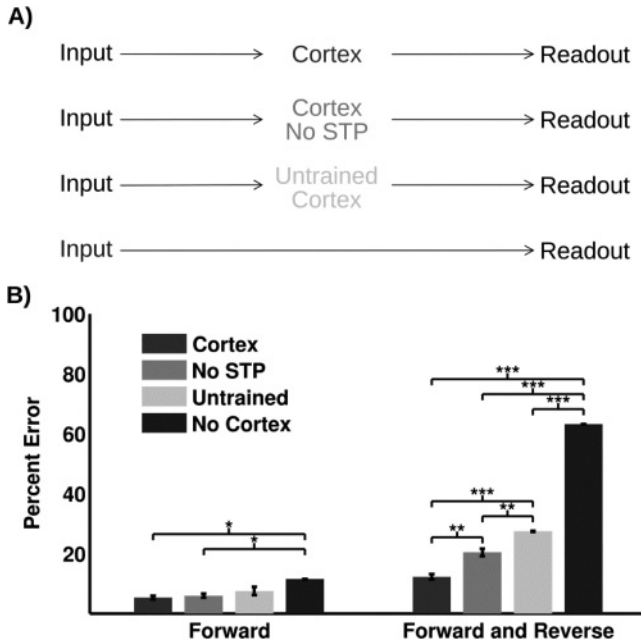 A)
Input Cortex Readout
Input Cortex No STP Readout
Input Untrained Cortex Readout
Input Readout
B)
100
80
60
40
20
Percent Error
Cortex
No STP
Untrained
No Cortex
***
***
***
***
**
**
*
*
Forward
Forward and Reverse